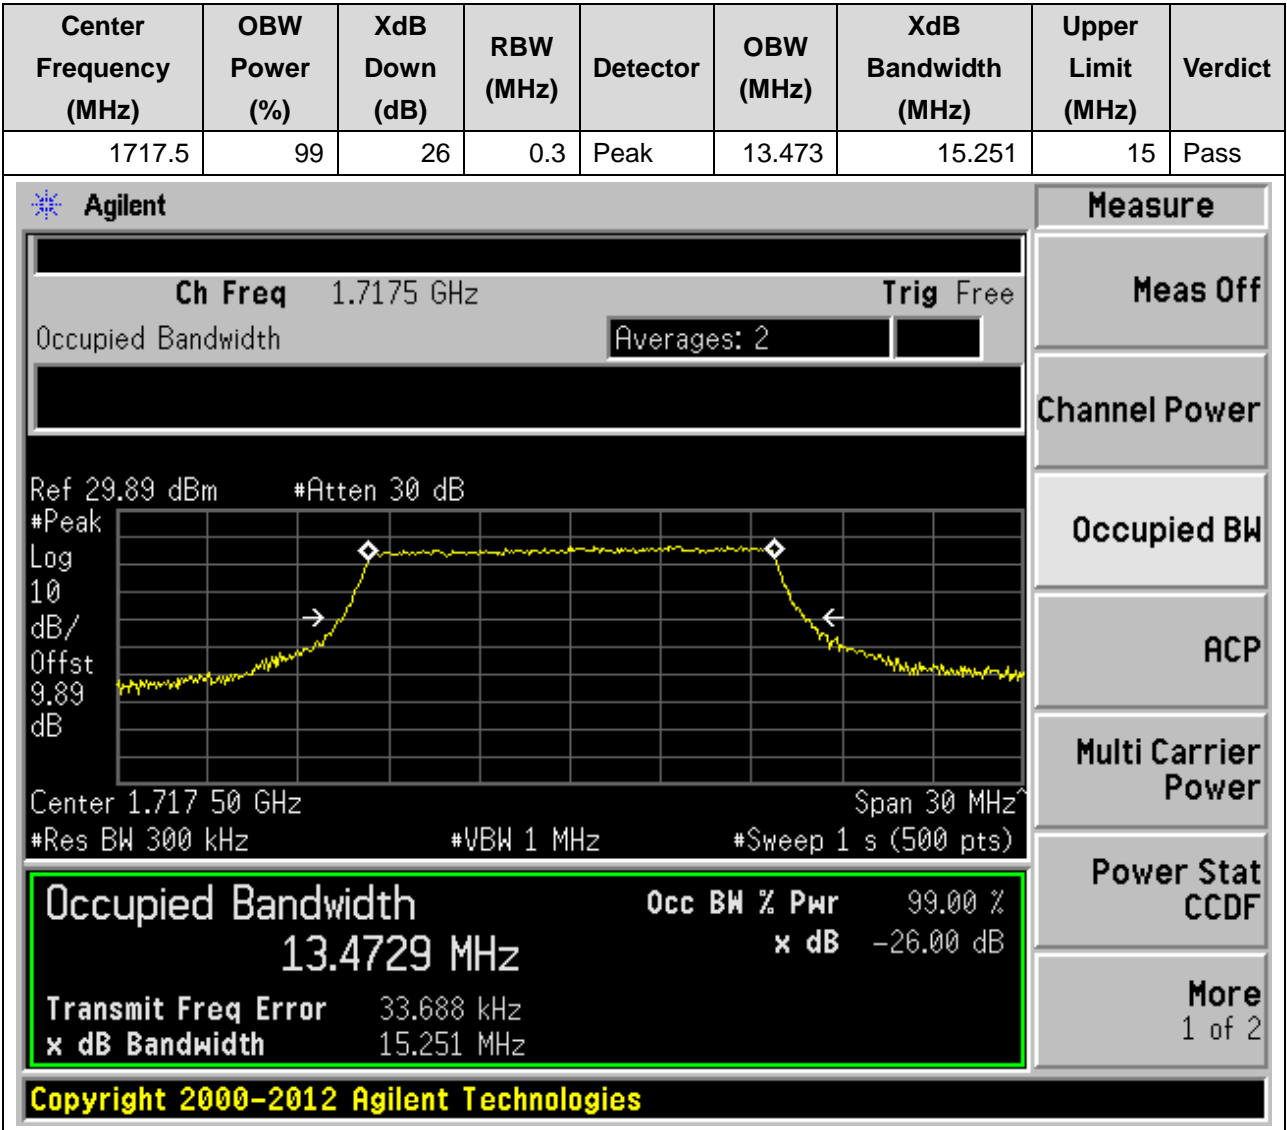 Center Frequency (MHz) OBW Power (%) XdB Down (dB) RBW (MHz) Detector OBW (MHz) XdB Bandwidth (MHz) Upper Limit (MHz) Verdict
1717.5 99 26 0.3 Peak 13.473 15.251 15 Pass
Agilent
Measure
Ch Freq 1.7175 GHz Trig Free
Meas Off
Occupied Bandwidth Averages: 2
Channel Power
Ref 29.89 dBm #Atten 30 dB
#Peak
Log
10
dB/
Offst
9.89
dB
Occupied BW
ACP
Multi Carrier
Power
Center 1.717 50 GHz Span 30 MHz^
#Res BW 300 kHz #VBW 1 MHz #Sweep 1 s (500 pts)
Power Stat
CCDF
Occupied Bandwidth Occ BW % Pwr 99.00 %
13.4729 MHz x dB -26.00 dB
Transmit Freq Error 33.688 kHz
x dB Bandwidth 15.251 MHz
More
1 of 2
Copyright 2000-2012 Agilent Technologies